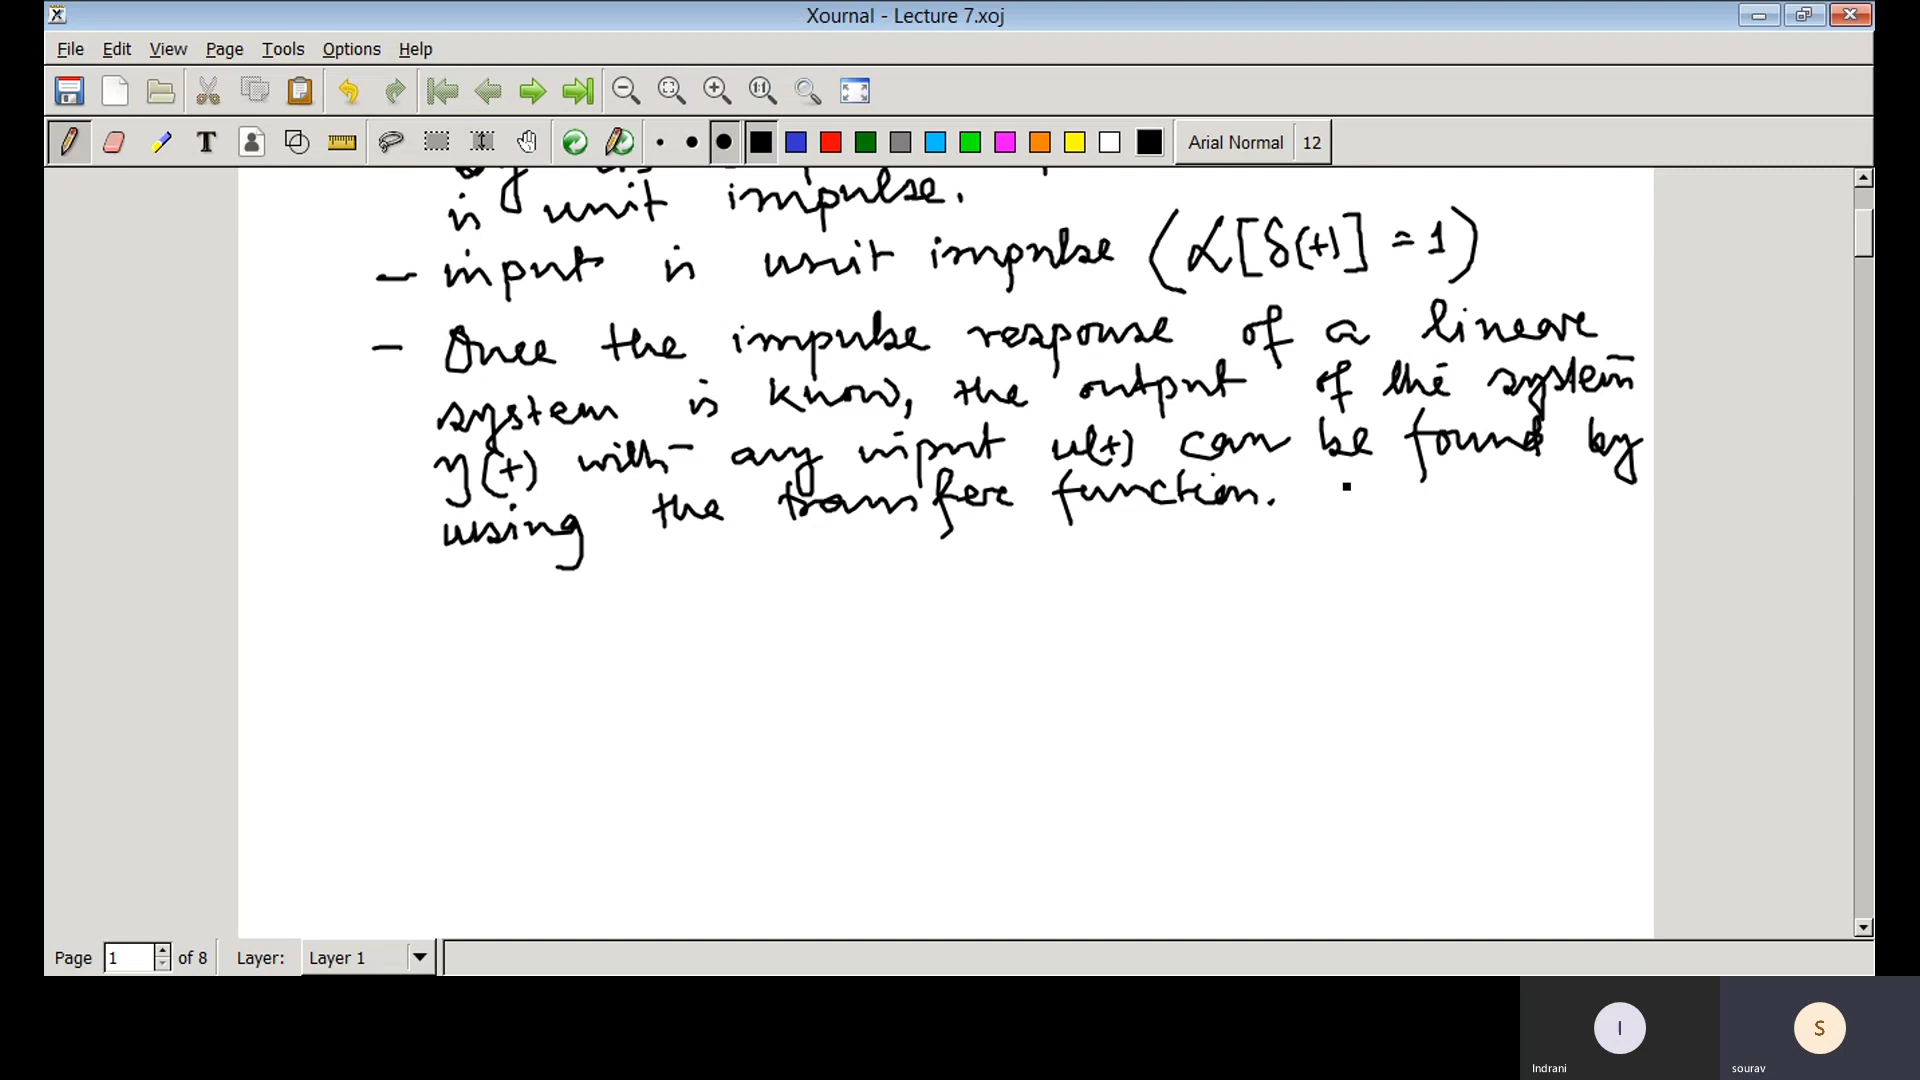 Xournal - Lecture 7.xoj
File Edit View Page Tools Options Help
Arial Normal 12
is unit impulse.
– input is unit impulse (ℒ[δ(t)] = 1)
– Once the impulse response of a linear
system is know, the output of the system
y(t) with any input u(t) can be found by
using the transfer function.
Page 1 of 8 Layer: Layer 1
I
S
Indrani
sourav